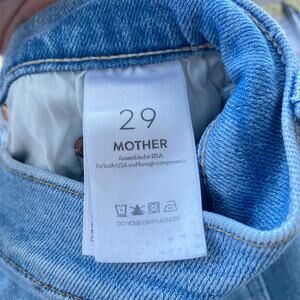 29
MOTHER
Assembled in USA
by both USA and foreign components
DO YOUR OWN LAUNDRY